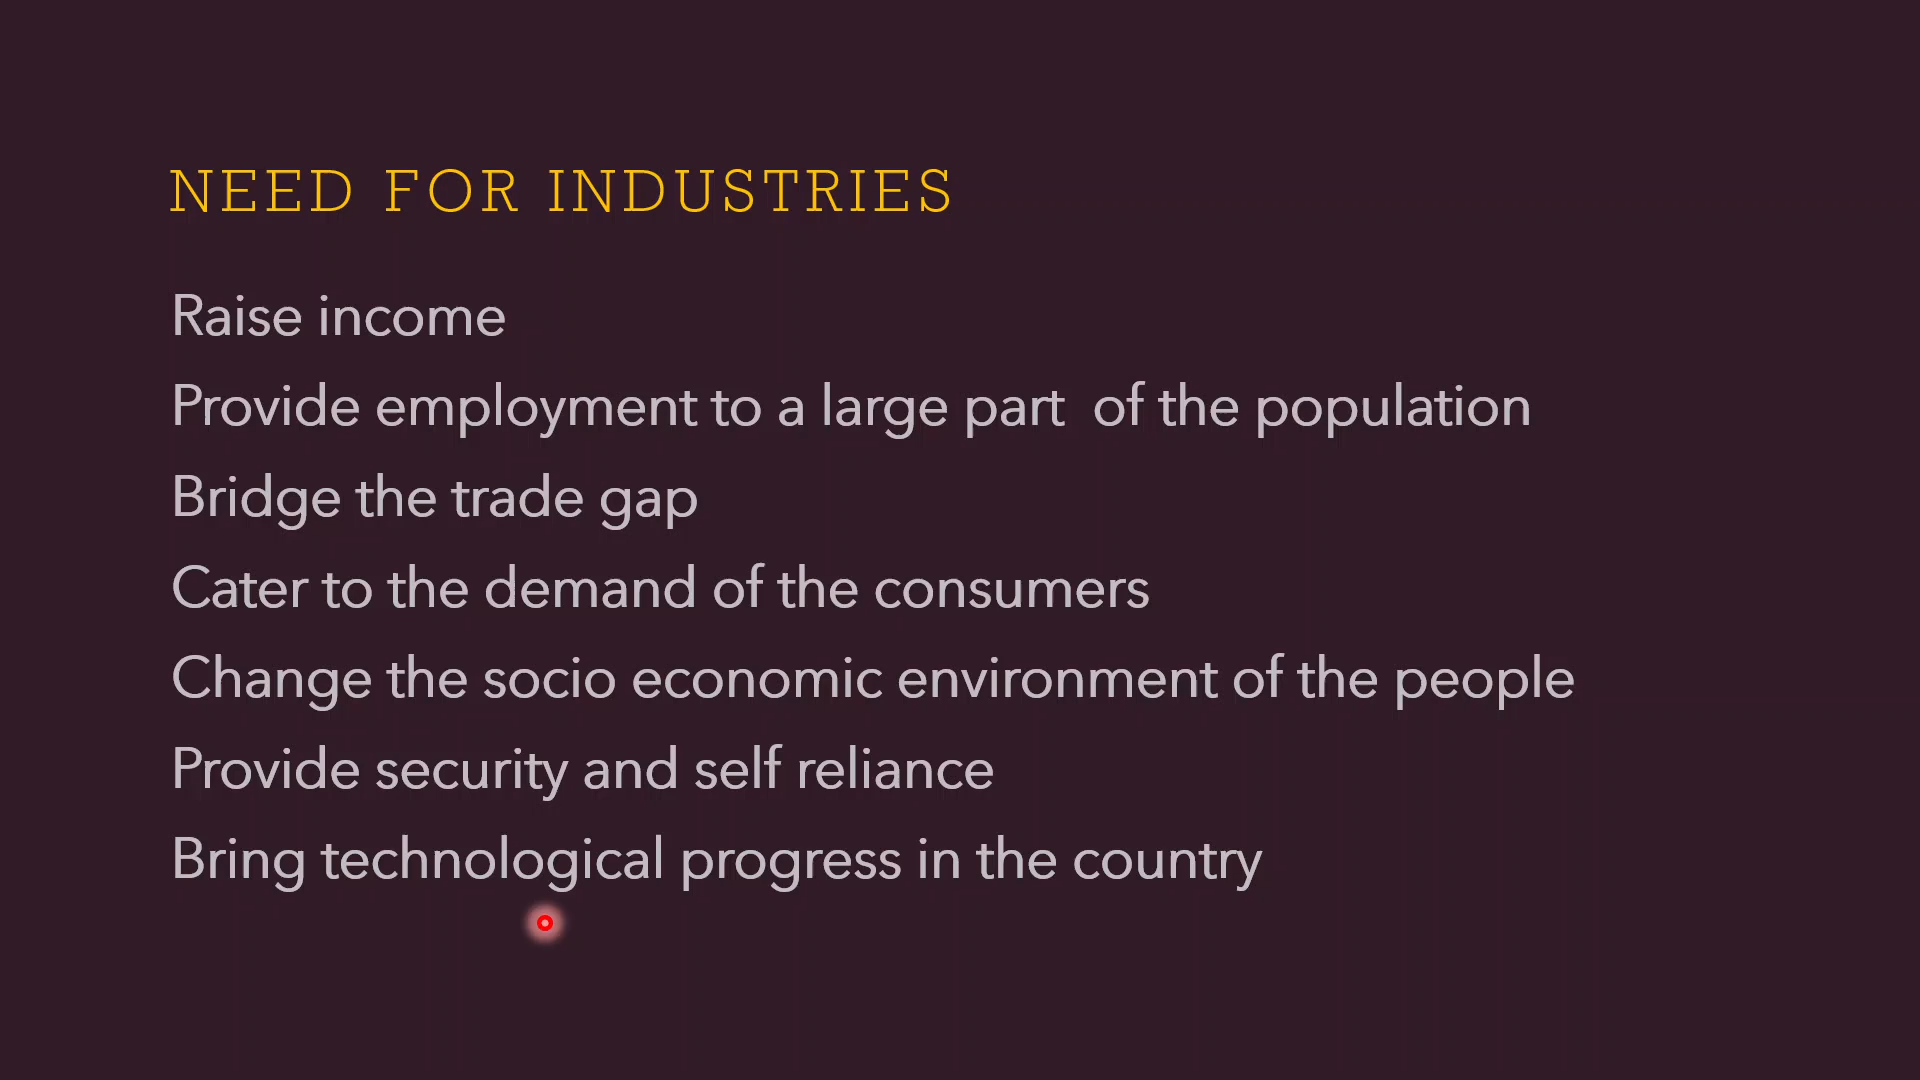 NEED FOR INDUSTRIES
Raise income
Provide employment to a large part  of the population
Bridge the trade gap
Cater to the demand of the consumers
Change the socio economic environment of the people
Provide security and self reliance
Bring technological progress in the country